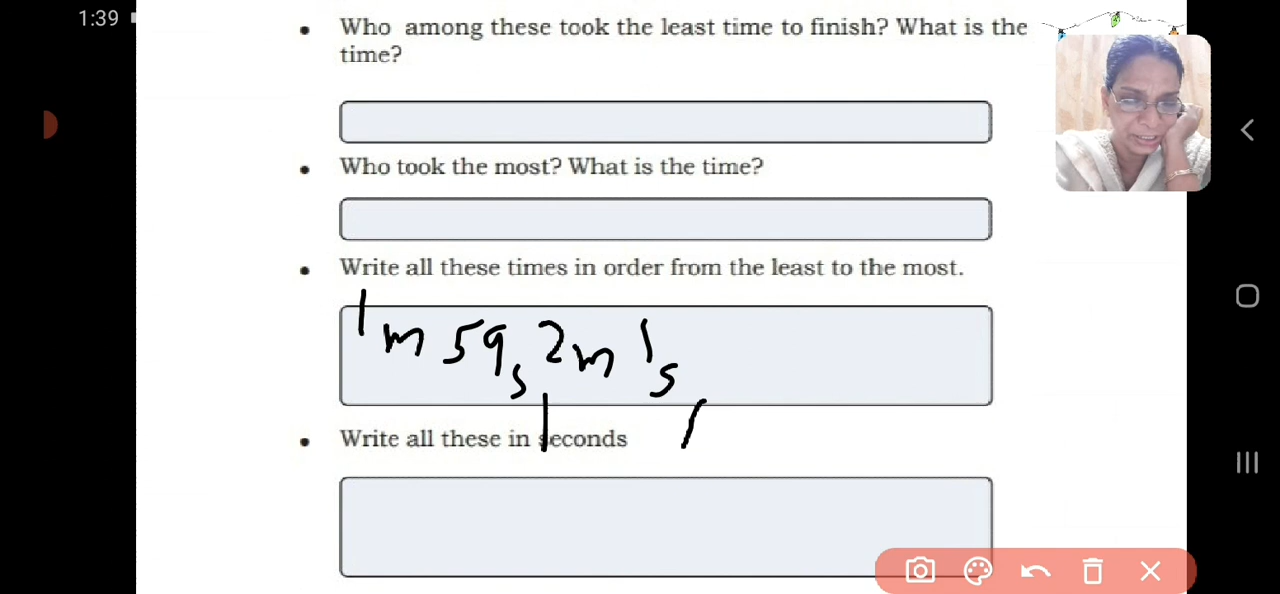 1:39
Who among these took the least time to finish? What is the
time?
Who took the most? What is the time?
Write all these times in order from the least to the most.
1m 59s, 2m 1s,
Write all these in seconds